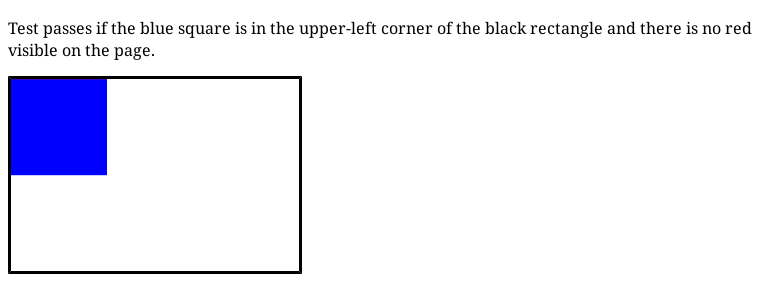 Test passes if the blue square is in the upper-left corner of the black rectangle and there is no red
visible on the page.